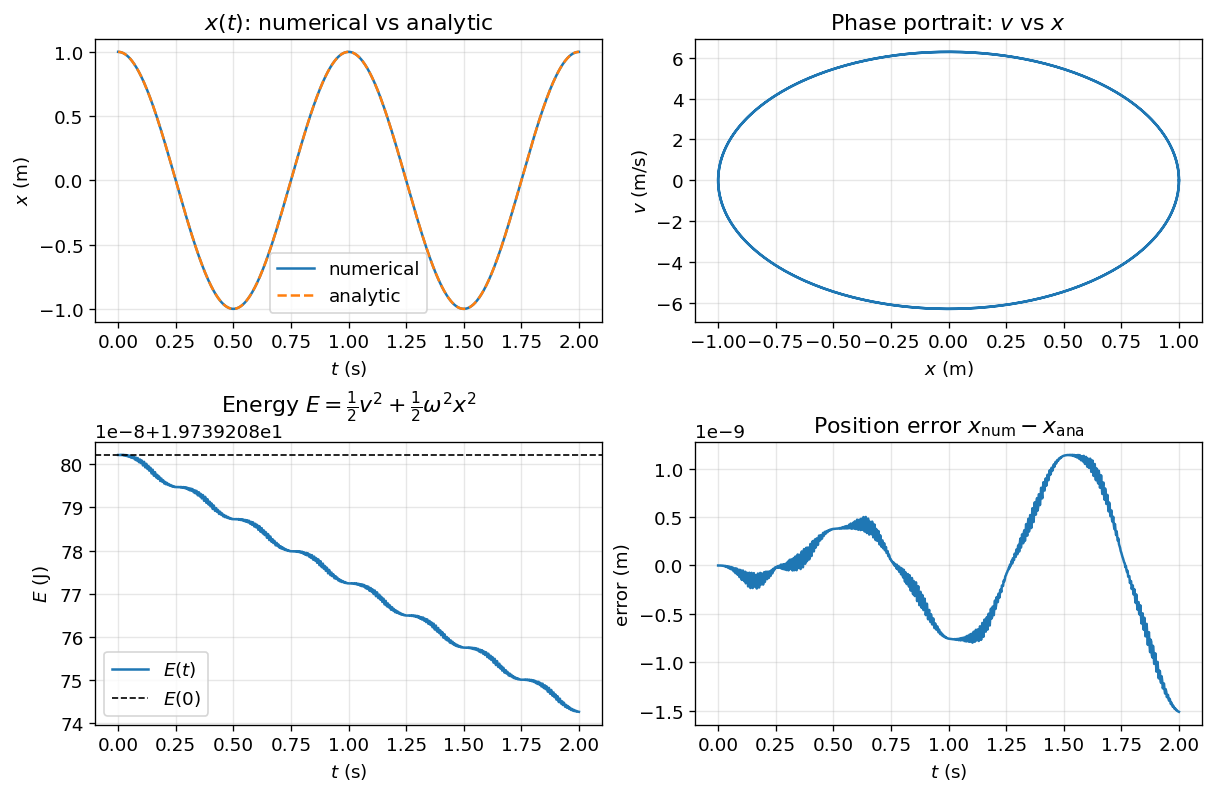 x(t): numerical vs analytic
1.0
0.5
0.0
−0.5
−1.0
x (m)
numerical
analytic
0.00 0.25 0.50 0.75 1.00 1.25 1.50 1.75 2.00
t (s)
Phase portrait: v vs x
6
4
2
0
−2
−4
−6
v (m/s)
−1.00 −0.75 −0.50 −0.25 0.00 0.25 0.50 0.75 1.00
x (m)
Energy E = ½v² + ½ω²x²
1e−8+1.9739208e1
80
79
78
77
76
75
74
E (J)
E(t)
E(0)
0.00 0.25 0.50 0.75 1.00 1.25 1.50 1.75 2.00
t (s)
Position error x_num − x_ana
1e−9
1.0
0.5
0.0
−0.5
−1.0
−1.5
error (m)
0.00 0.25 0.50 0.75 1.00 1.25 1.50 1.75 2.00
t (s)